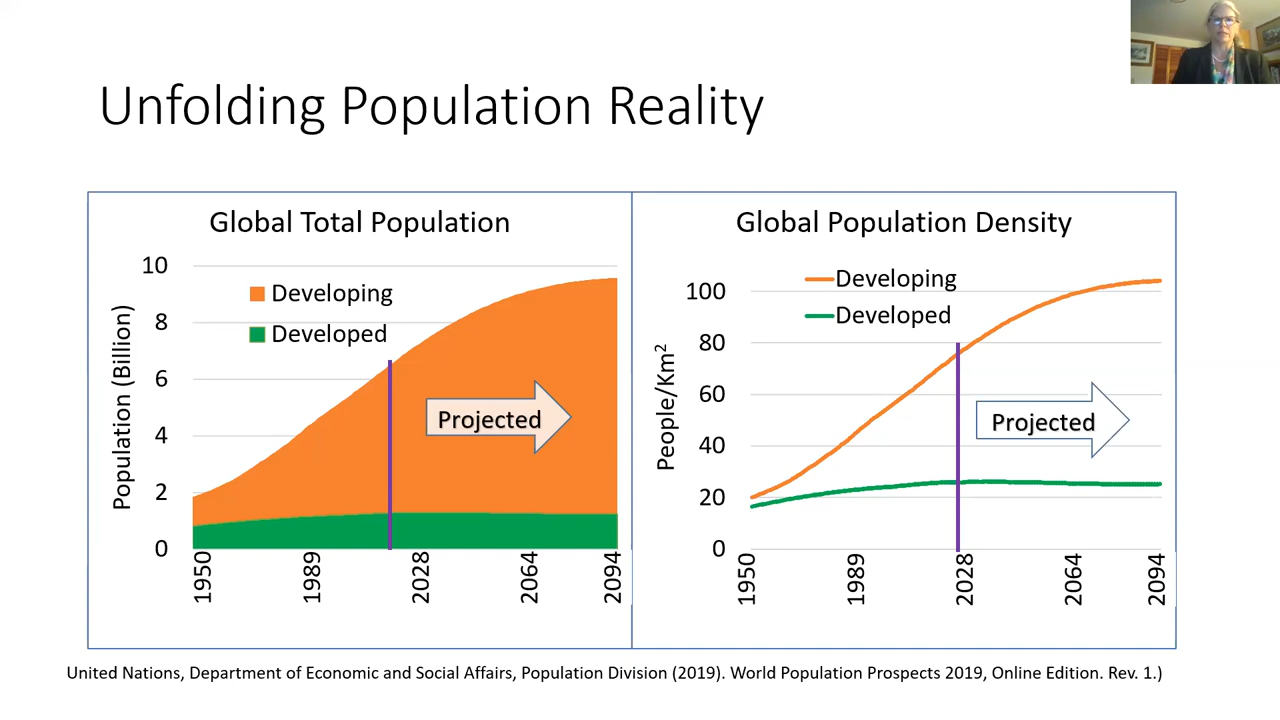 Unfolding Population Reality
Global Total Population
Population (Billion)
10
8
6
4
2
0
Developing
Developed
Projected
1950
1989
2028
2064
2094
Global Population Density
People/Km²
100
80
60
40
20
0
Developing
Developed
Projected
1950
1989
2028
2064
2094
United Nations, Department of Economic and Social Affairs, Population Division (2019). World Population Prospects 2019, Online Edition. Rev. 1.)